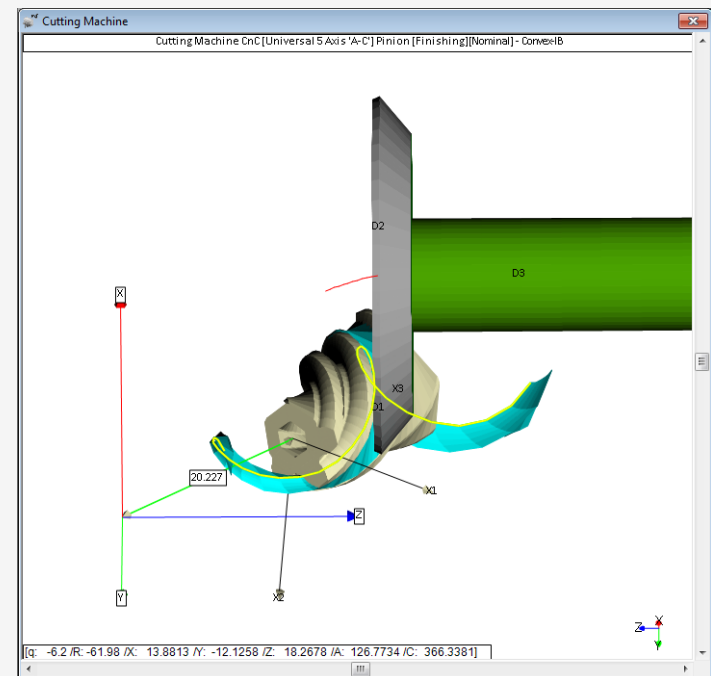 Cutting Machine
Cutting Machine CnC [Universal 5 Axis 'A-C'] Pinion [Finishing][Nominal] - Convex-IB
D2
D3
X
X3
D1
20.227
X1
Z
X2
Y
X
Z
Y
[q: -6.2 /R: -61.98 /X: 13.8813 /Y: -12.1258 /Z: 18.2678 /A: 126.7734 /C: 366.3381]